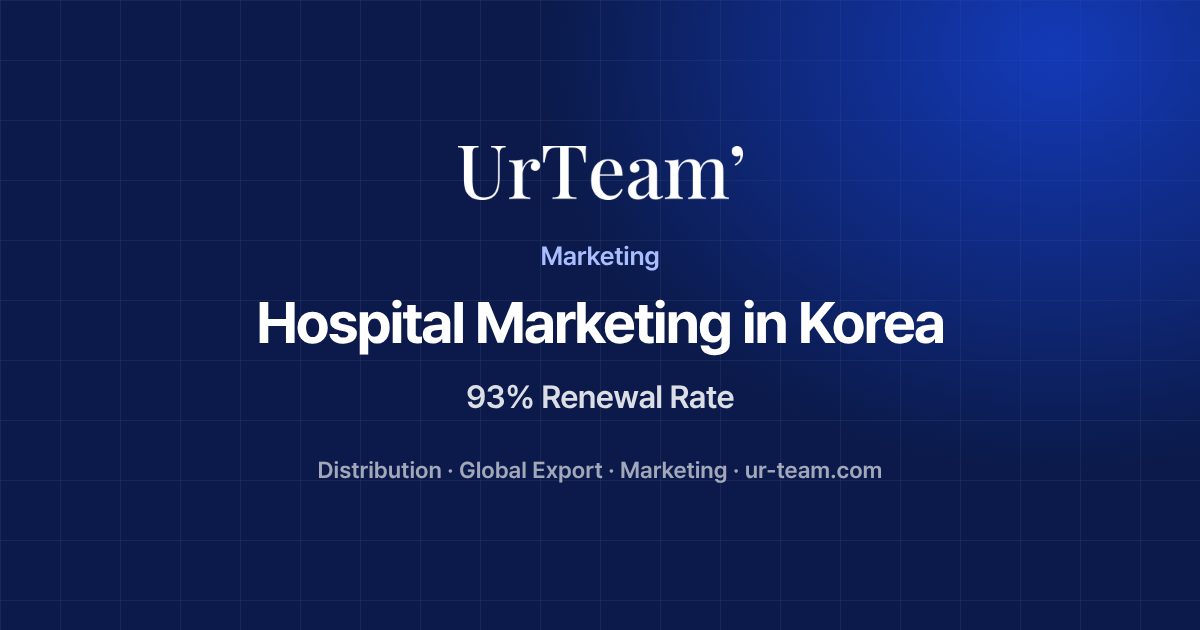 UrTeam’
Marketing
Hospital Marketing in Korea
93% Renewal Rate
Distribution · Global Export · Marketing · ur-team.com